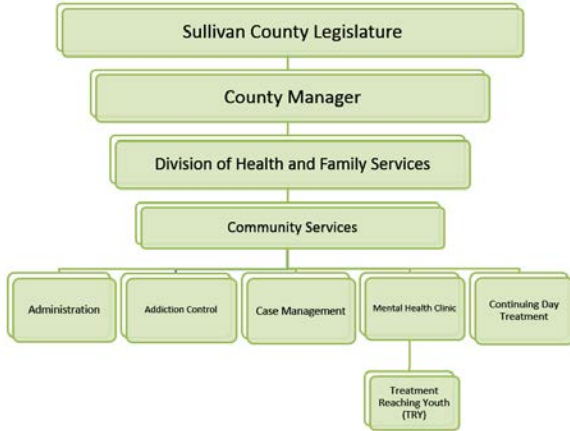 Sullivan County Legislature
County Manager
Division of Health and Family Services
Community Services
Administration
Addiction Control
Case Management
Mental Health Clinic
Continuing Day
Treatment
Treatment
Reaching Youth
(TRY)